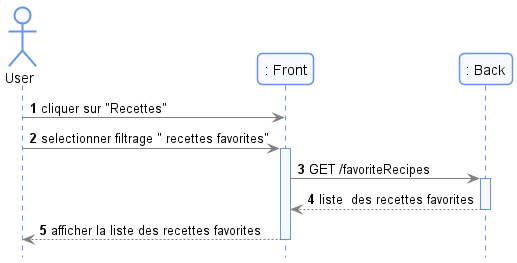 User
: Front
: Back
1 cliquer sur "Recettes"
2 selectionner filtrage " recettes favorites"
3 GET /favoriteRecipes
4 liste  des recettes favorites
5 afficher la liste des recettes favorites